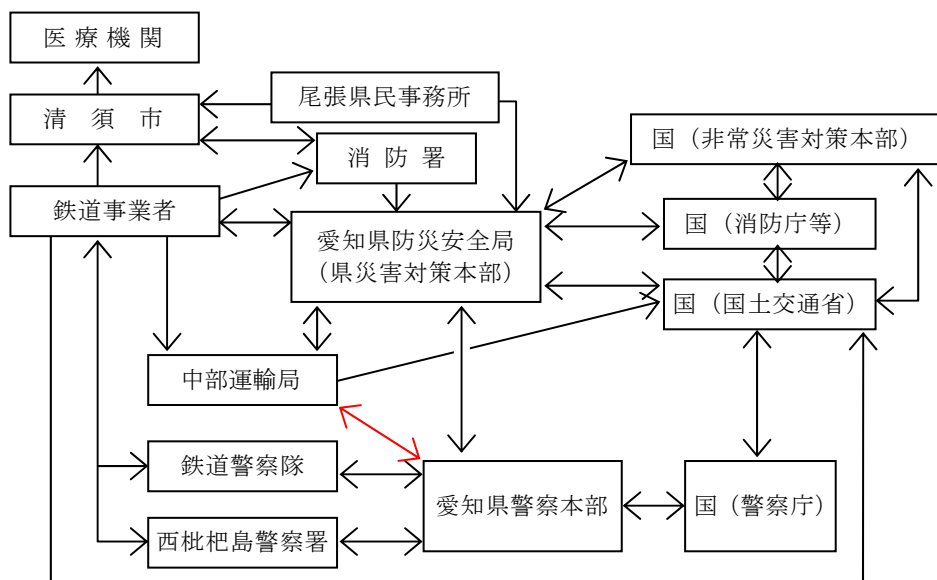 医療機関
尾張県民事務所
清須市
国（非常災害対策本部）
消防署
鉄道事業者
国（消防庁等）
愛知県防災安全局
（県災害対策本部）
国（国土交通省）
中部運輸局
鉄道警察隊
愛知県警察本部
国（警察庁）
西枇杷島警察署